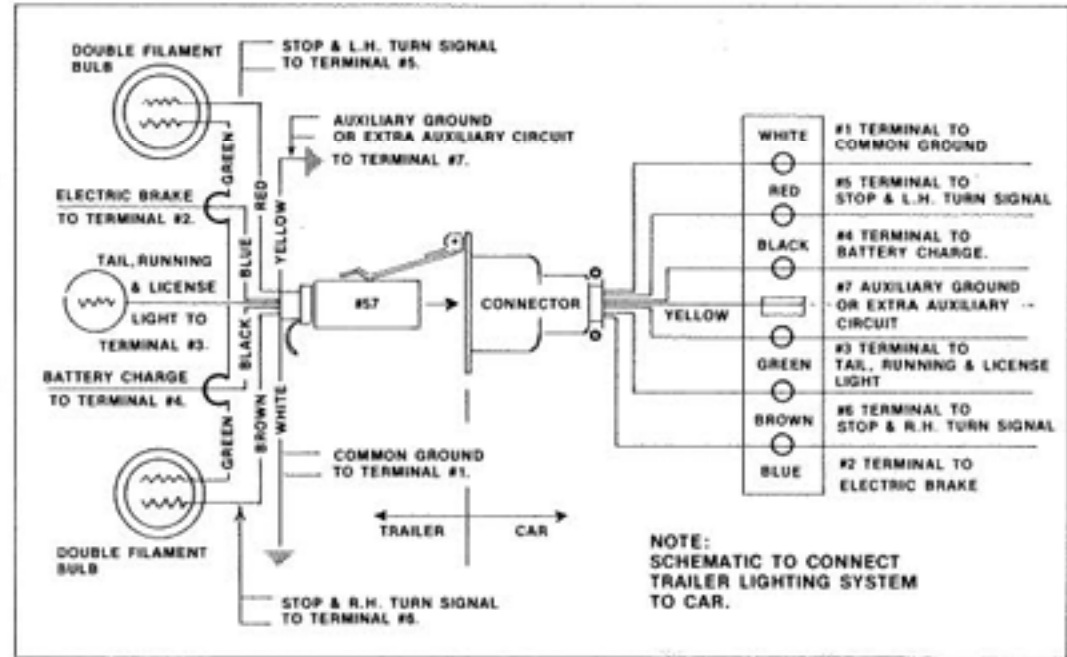 DOUBLE FILAMENT
BULB
STOP & L.H. TURN SIGNAL
TO TERMINAL #5.
AUXILIARY GROUND
OR EXTRA AUXILIARY CIRCUIT
TO TERMINAL #7.
GREEN
RED
YELLOW
ELECTRIC BRAKE
TO TERMINAL #2.
BLUE
TAIL, RUNNING
& LICENSE
LIGHT TO
TERMINAL #3.
BLACK
BATTERY CHARGE
TO TERMINAL #4.
GREEN
BROWN
WHITE
COMMON GROUND
TO TERMINAL #1.
DOUBLE FILAMENT
BULB
STOP & R.H. TURN SIGNAL
TO TERMINAL #6.
#57
CONNECTOR
TRAILER
CAR
YELLOW
WHITE
#1 TERMINAL TO
COMMON GROUND
RED
#5 TERMINAL TO
STOP & L.H. TURN SIGNAL
BLACK
#4 TERMINAL TO
BATTERY CHARGE.
#7 AUXILIARY GROUND
OR EXTRA AUXILIARY
CIRCUIT
GREEN
#3 TERMINAL TO
TAIL, RUNNING & LICENSE
LIGHT
BROWN
#6 TERMINAL TO
STOP & R.H. TURN SIGNAL
BLUE
#2 TERMINAL TO
ELECTRIC BRAKE
NOTE:
SCHEMATIC TO CONNECT
TRAILER LIGHTING SYSTEM
TO CAR.